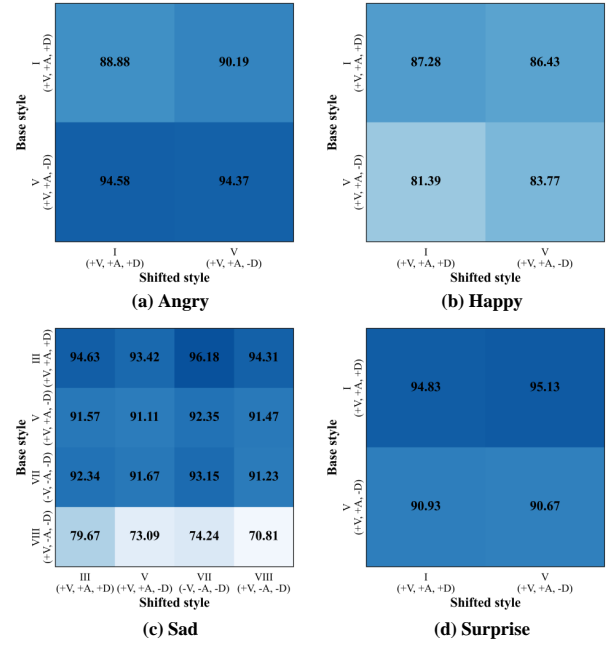 Base style
I
(+V, +A, +D)
88.88 90.19
V
(+V, +A, -D)
94.58 94.37
I V
(+V, +A, +D) (+V, +A, -D)
Shifted style
(a) Angry
Base style
I
(+V, +A, +D)
87.28 86.43
V
(+V, +A, -D)
81.39 83.77
I V
(+V, +A, +D) (+V, +A, -D)
Shifted style
(b) Happy
Base style
III
(+V, +A, +D)
94.63 93.42 96.18 94.31
V
(+V, +A, -D)
91.57 91.11 92.35 91.47
VII
(-V, -A, -D)
92.34 91.67 93.15 91.23
VIII
(+V, -A, -D)
79.67 73.09 74.24 70.81
III V VII VIII
(+V, +A, +D) (+V, +A, -D) (-V, -A, -D) (+V, -A, -D)
Shifted style
(c) Sad
Base style
I
(+V, +A, +D)
94.83 95.13
V
(+V, +A, -D)
90.93 90.67
I V
(+V, +A, +D) (+V, +A, -D)
Shifted style
(d) Surprise